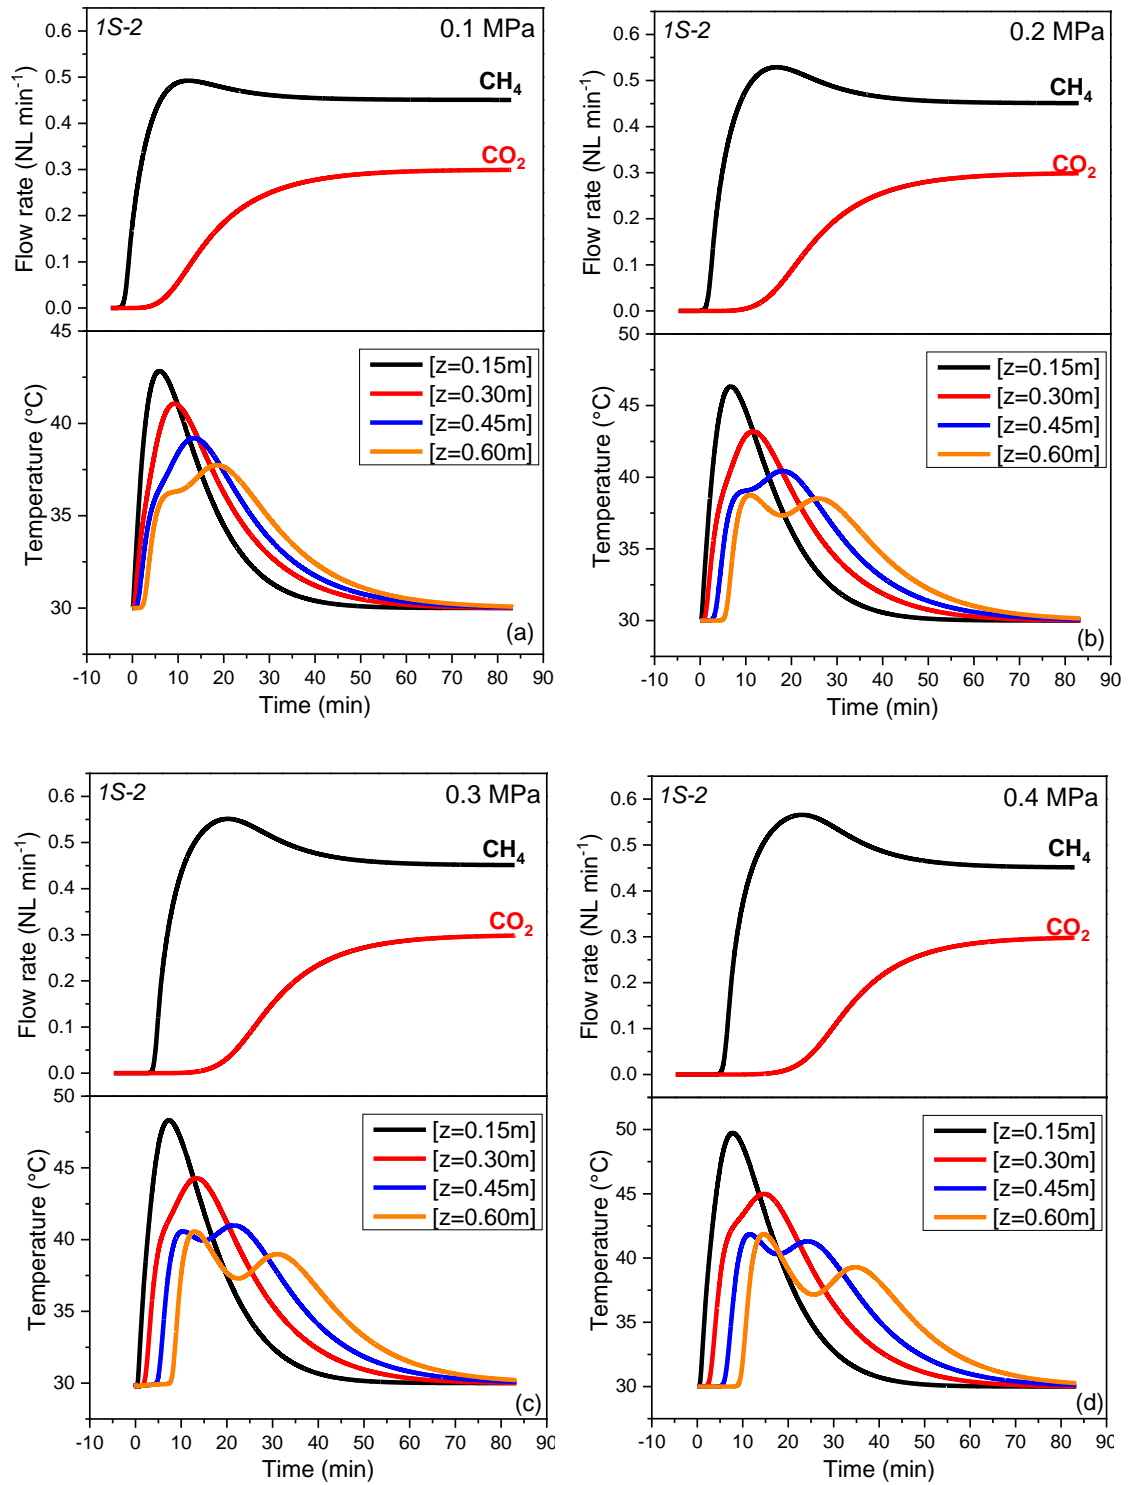 1S-2
0.1 MPa
0.6
0.5
0.4
0.3
0.2
0.1
0.0
Flow rate (NL min-1)
CH4
CO2
45
40
35
30
Temperature (°C)
[z=0.15m]
[z=0.30m]
[z=0.45m]
[z=0.60m]
(a)
-10 0 10 20 30 40 50 60 70 80 90
Time (min)
1S-2
0.2 MPa
0.6
0.5
0.4
0.3
0.2
0.1
0.0
Flow rate (NL min-1)
CH4
CO2
50
45
40
35
30
Temperature (°C)
[z=0.15m]
[z=0.30m]
[z=0.45m]
[z=0.60m]
(b)
-10 0 10 20 30 40 50 60 70 80 90
Time (min)
1S-2
0.3 MPa
0.6
0.5
0.4
0.3
0.2
0.1
0.0
Flow rate (NL min-1)
CH4
CO2
50
45
40
35
30
Temperature (°C)
[z=0.15m]
[z=0.30m]
[z=0.45m]
[z=0.60m]
(c)
-10 0 10 20 30 40 50 60 70 80 90
Time (min)
1S-2
0.4 MPa
0.6
0.5
0.4
0.3
0.2
0.1
0.0
Flow rate (NL min-1)
CH4
CO2
50
45
40
35
30
Temperature (°C)
[z=0.15m]
[z=0.30m]
[z=0.45m]
[z=0.60m]
(d)
-10 0 10 20 30 40 50 60 70 80 90
Time (min)